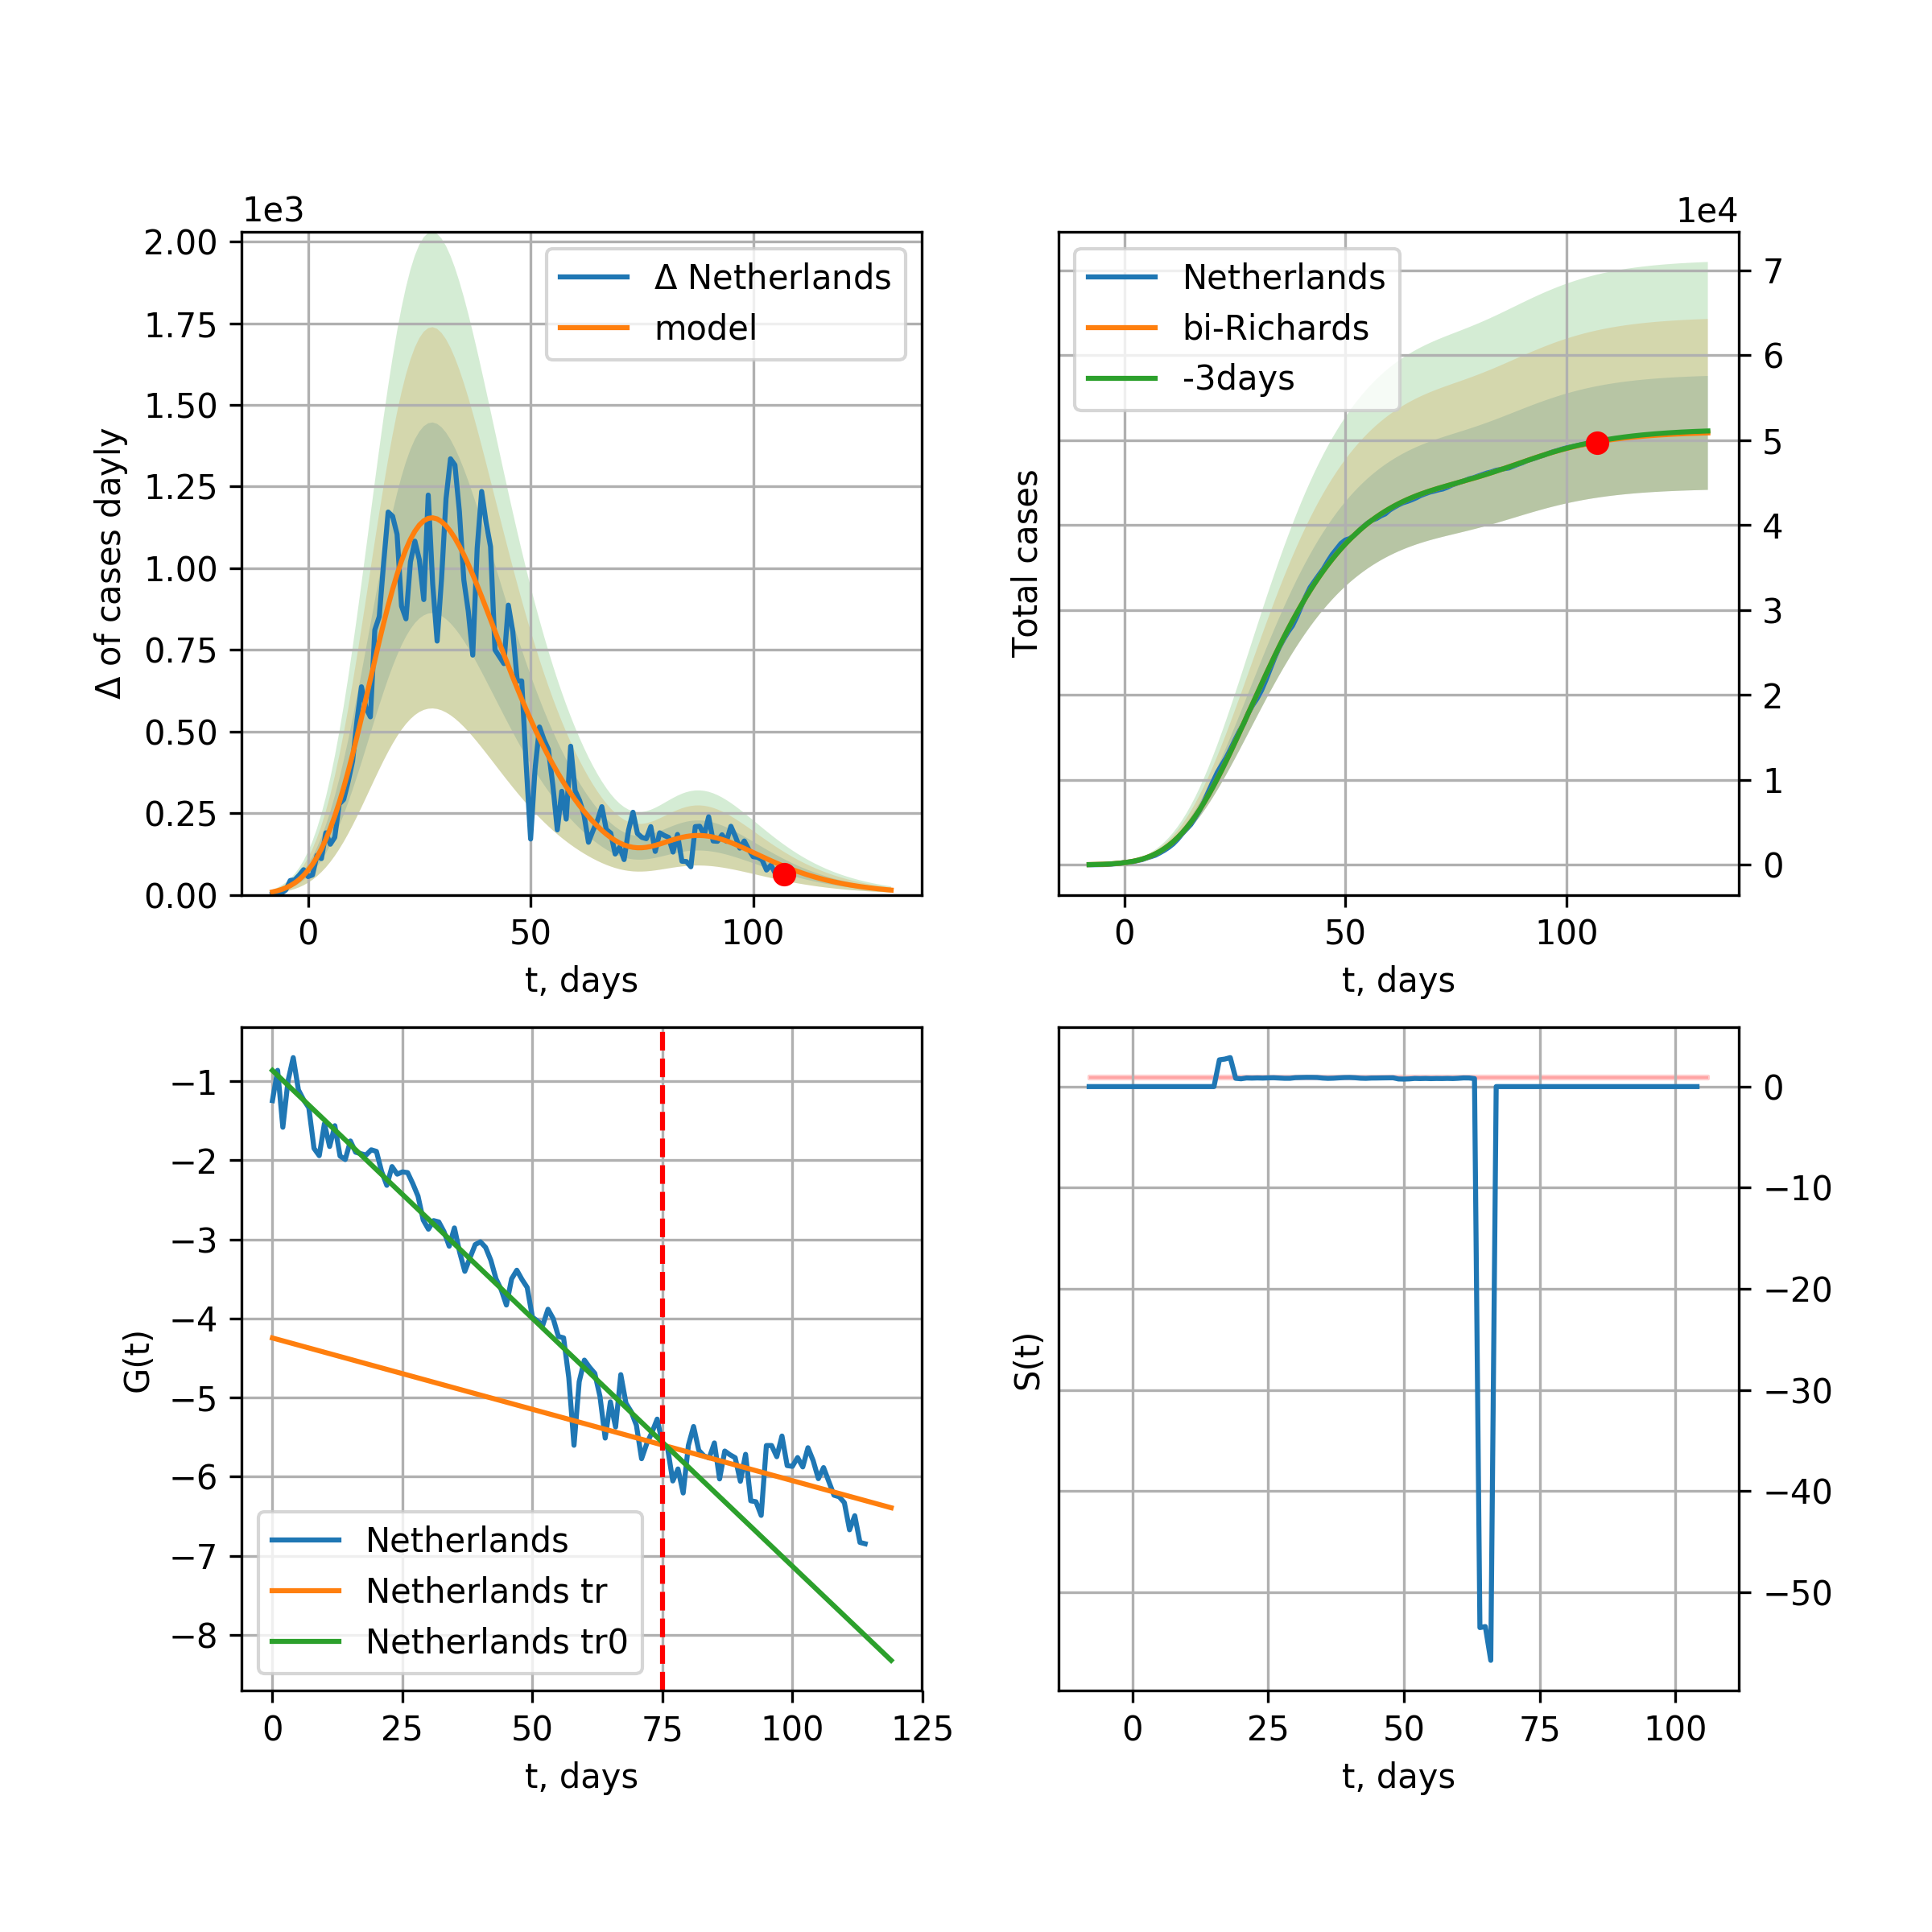 1e3
2.00
1.75
1.50
1.25
1.00
0.75
0.50
0.25
0.00
Δ of cases dayly
Δ Netherlands
model
0
50
100
t, days
1e4
Netherlands
bi-Richards
-3days
Total cases
7
6
5
4
3
2
1
0
0
50
100
t, days
−1
−2
−3
−4
−5
−6
−7
−8
G(t)
Netherlands
Netherlands tr
Netherlands tr0
0
25
50
75
100
125
t, days
S(t)
0
−10
−20
−30
−40
−50
0
25
50
75
100
t, days